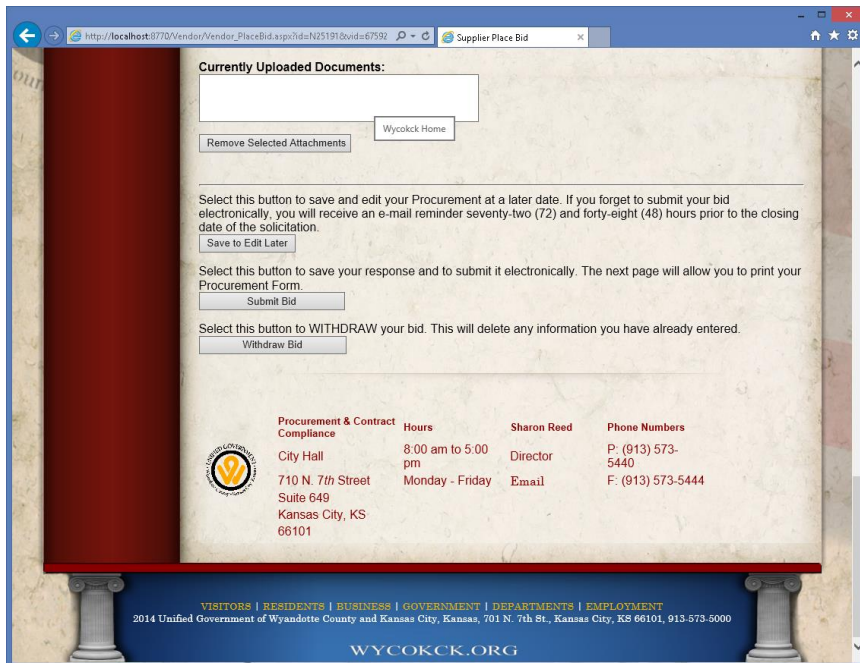 http://localhost:8770/Vendor/Vendor_PlaceBid.aspx?id=N25191&vid=67592
Supplier Place Bid
Currently Uploaded Documents:
Wycokck Home
Remove Selected Attachments
Select this button to save and edit your Procurement at a later date. If you forget to submit your bid
electronically, you will receive an e-mail reminder seventy-two (72) and forty-eight (48) hours prior to the closing
date of the solicitation.
Save to Edit Later
Select this button to save your response and to submit it electronically. The next page will allow you to print your
Procurement Form.
Submit Bid
Select this button to WITHDRAW your bid. This will delete any information you have already entered.
Withdraw Bid
Procurement & Contract
Compliance
City Hall
710 N. 7th Street
Suite 649
Kansas City, KS
66101
Hours
8:00 am to 5:00
pm
Monday - Friday
Sharon Reed
Director
Email
Phone Numbers
P: (913) 573-
5440
F: (913) 573-5444
VISITORS | RESIDENTS | BUSINESS | GOVERNMENT | DEPARTMENTS | EMPLOYMENT
2014 Unified Government of Wyandotte County and Kansas City, Kansas, 701 N. 7th St., Kansas City, KS 66101, 913-573-5000
WYCOKCK.ORG